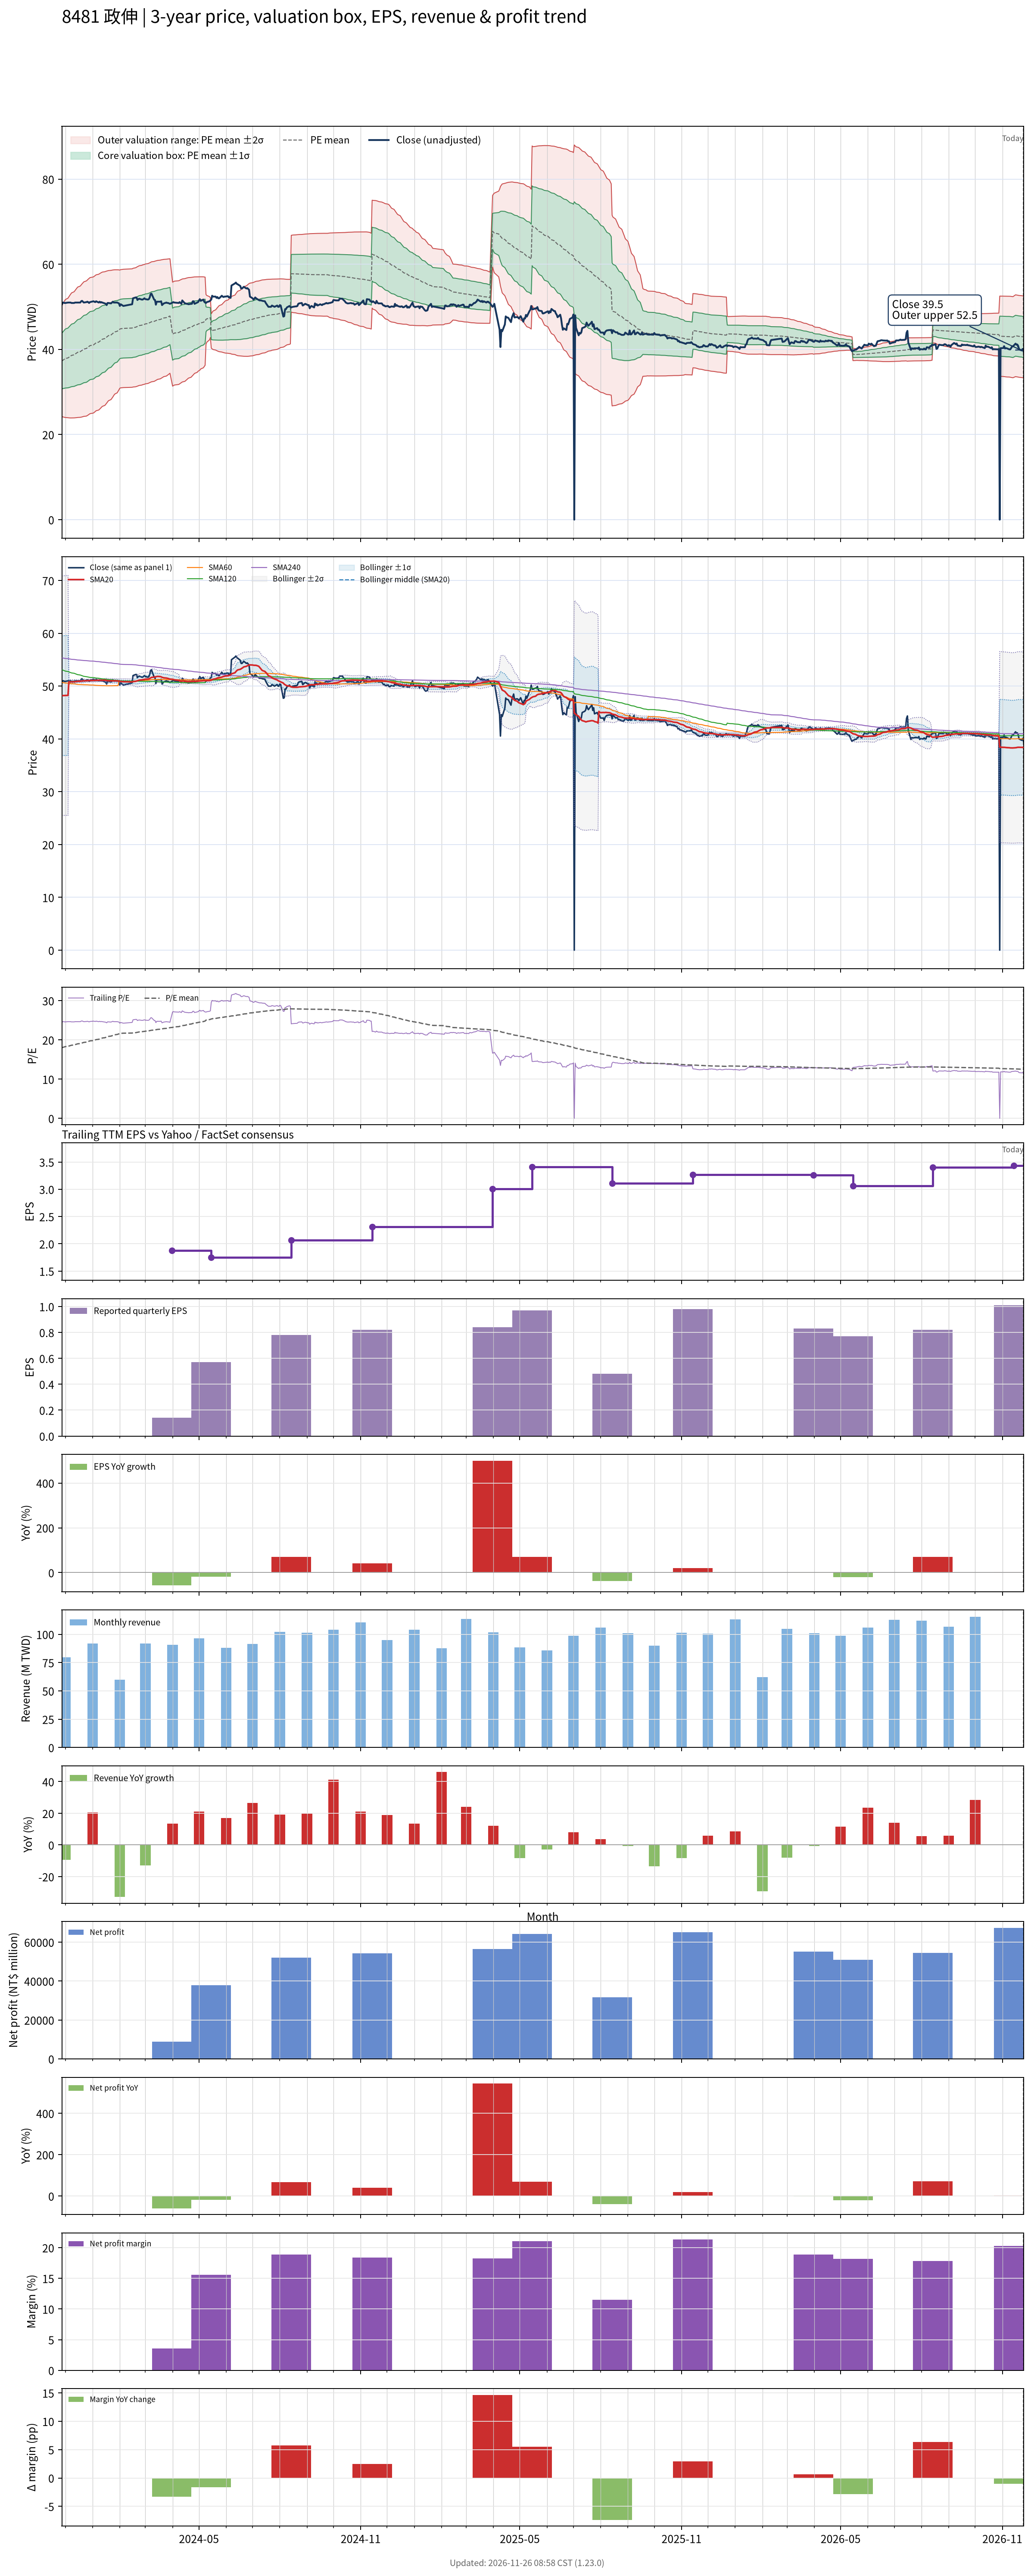 8481 政伸 | 3-year price, valuation box, EPS, revenue & profit trend
Outer valuation range: PE mean ±2σ
PE mean
Close (unadjusted)
Core valuation box: PE mean ±1σ
Today
Close 39.5
Outer upper 52.5
Price (TWD)
80
60
40
20
0
Close (same as panel 1)
SMA60
SMA240
Bollinger ±1σ
SMA20
SMA120
Bollinger ±2σ
Bollinger middle (SMA20)
Price
70
60
50
40
30
20
10
0
Trailing P/E
P/E mean
P/E
30
20
10
0
Trailing TTM EPS vs Yahoo / FactSet consensus
Today
EPS
3.5
3.0
2.5
2.0
1.5
Reported quarterly EPS
EPS
1.0
0.8
0.6
0.4
0.2
0.0
EPS YoY growth
YoY (%)
400
200
0
Monthly revenue
Revenue (M TWD)
100
75
50
25
0
Revenue YoY growth
YoY (%)
40
20
0
-20
Month
Net profit
Net profit (NT$ million)
60000
40000
20000
0
Net profit YoY
YoY (%)
400
200
0
Net profit margin
Margin (%)
20
15
10
5
0
Margin YoY change
Δ margin (pp)
15
10
5
0
-5
2024-05
2024-11
2025-05
2025-11
2026-05
2026-11
Updated: 2026-11-26 08:58 CST (1.23.0)